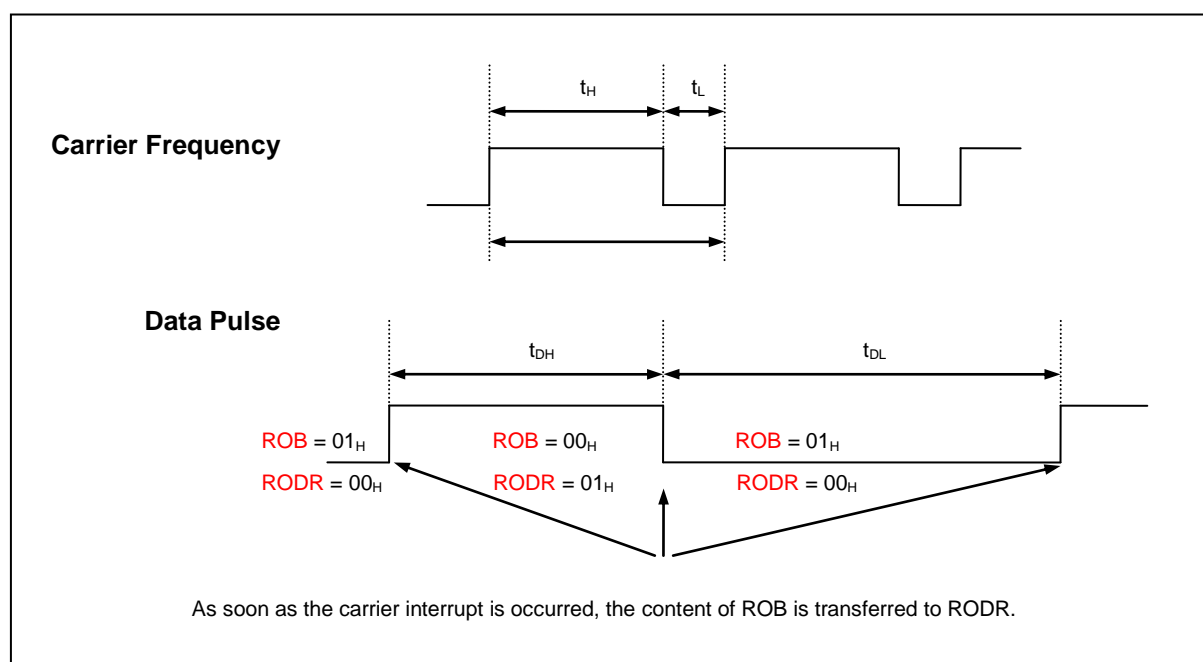 tH tL
Carrier Frequency
Data Pulse
tDH tDL
ROB = 01H ROB = 00H ROB = 01H
RODR = 00H RODR = 01H RODR = 00H
As soon as the carrier interrupt is occurred, the content of ROB is transferred to RODR.